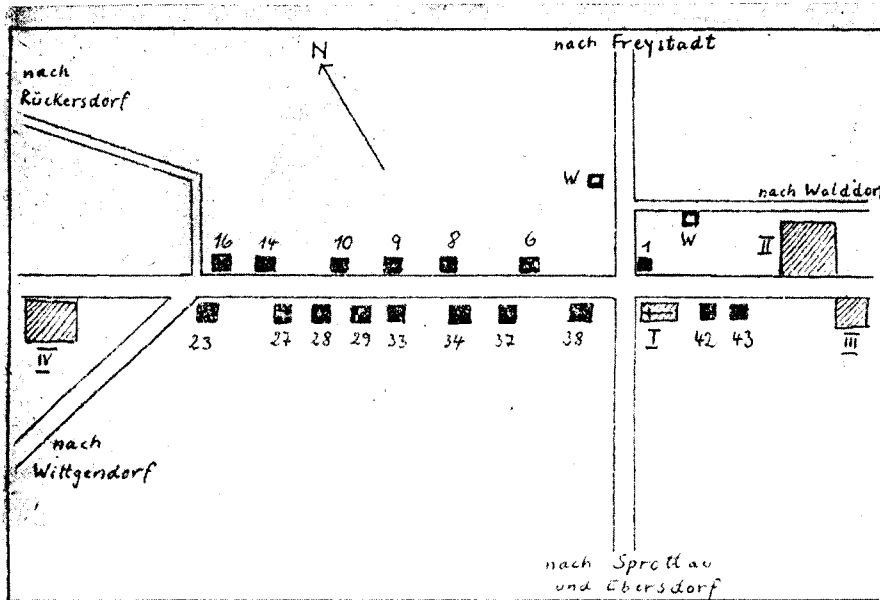 nach Freystadt
N
nach
Rückersdorf
W
nach Walddorf
16 14 10 9 8 6 1 W II
IV 23 27 28 29 33 34 37 38 I 42 43 III
nach
Wittgendorf
nach Sprottau
und Ebersdorf